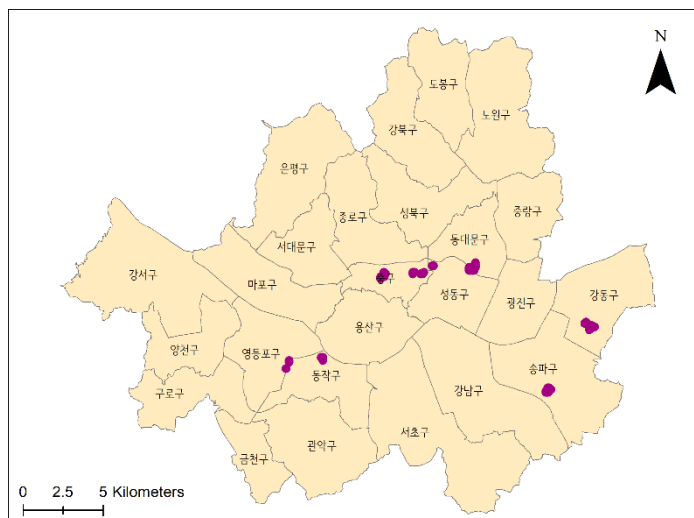 N
도봉구
노원구
강북구
은평구
종로구
성북구
중랑구
서대문구
동대문구
강서구
마포구
중구
성동구
광진구
강동구
용산구
양천구
영등포구
동작구
송파구
구로구
강남구
서초구
관악구
금천구
0 2.5 5 Kilometers